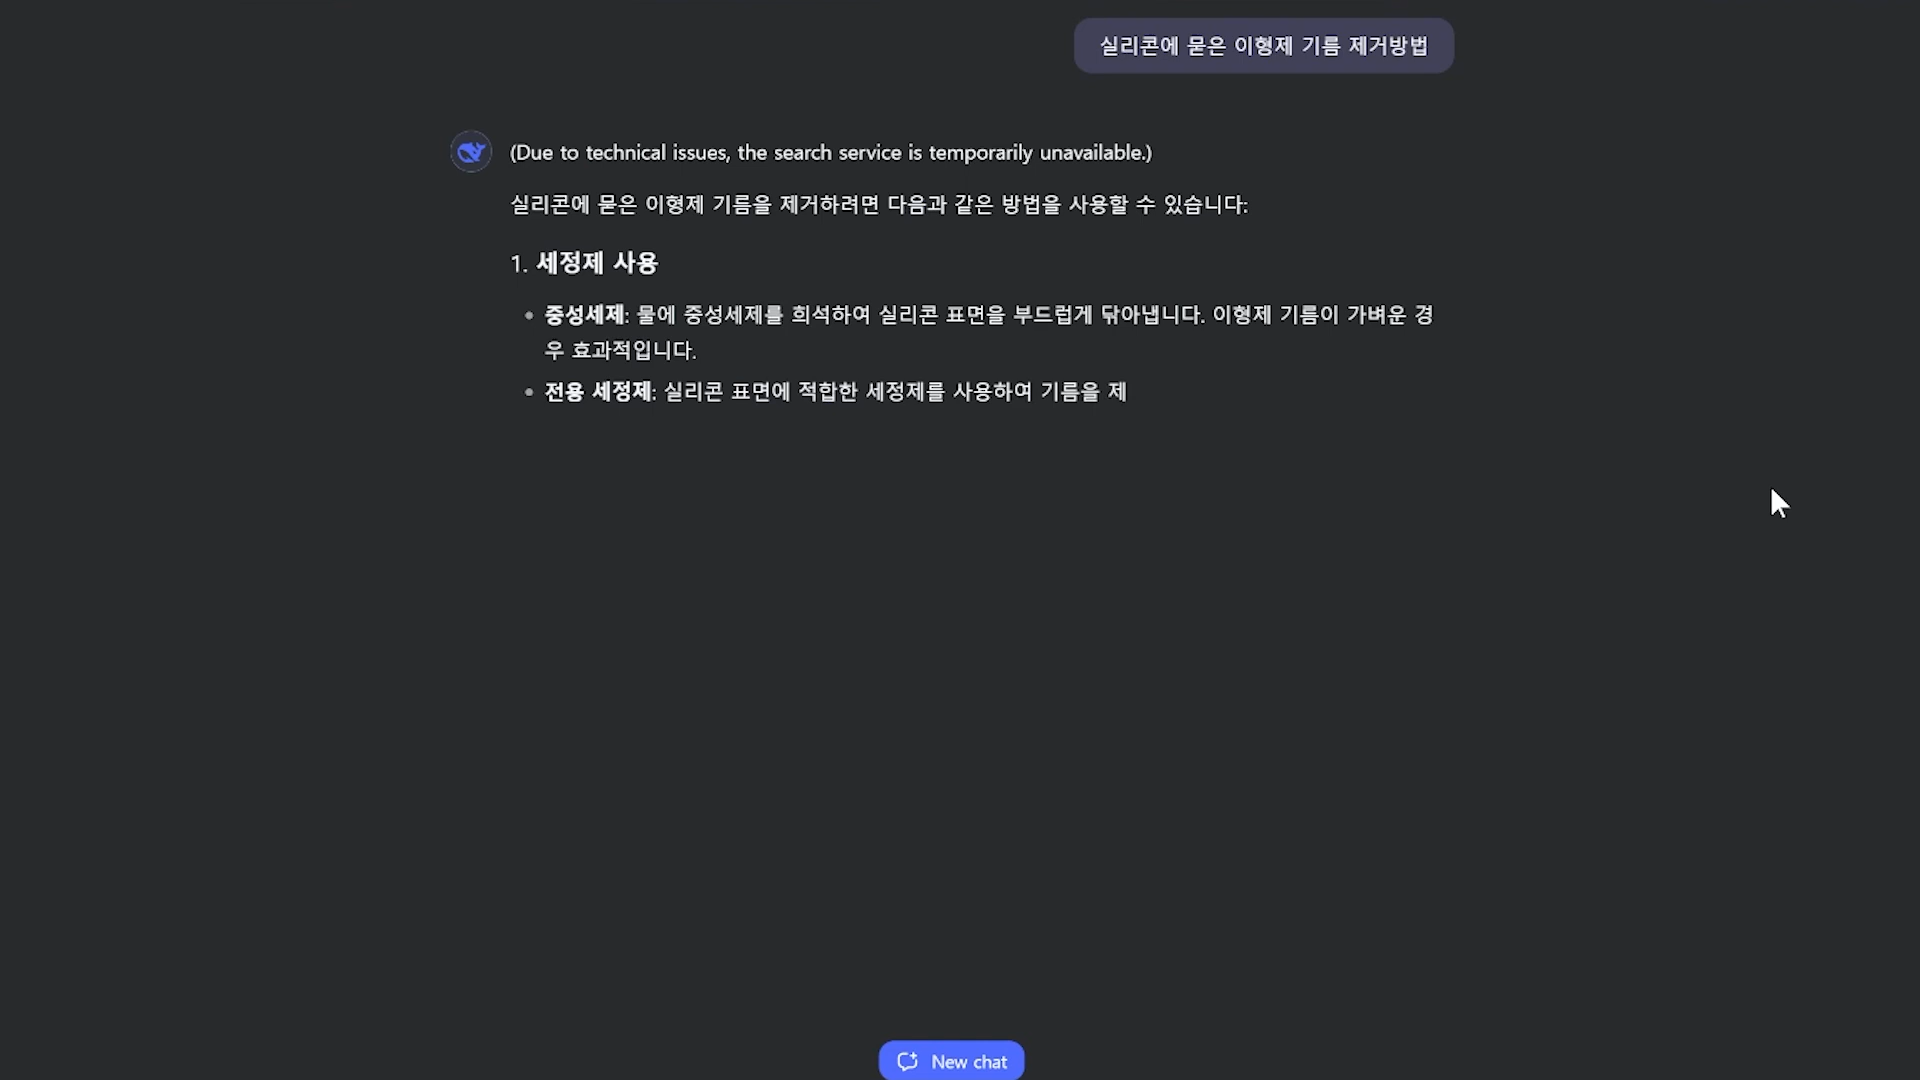 실리콘에 묻은 이형제 기름 제거방법
(Due to technical issues, the search service is temporarily unavailable.)
실리콘에 묻은 이형제 기름을 제거하려면 다음과 같은 방법을 사용할 수 있습니다:
1. 세정제 사용
• 중성세제: 물에 중성세제를 희석하여 실리콘 표면을 부드럽게 닦아냅니다. 이형제 기름이 가벼운 경
우 효과적입니다.
• 전용 세정제: 실리콘 표면에 적합한 세정제를 사용하여 기름을 제
New chat